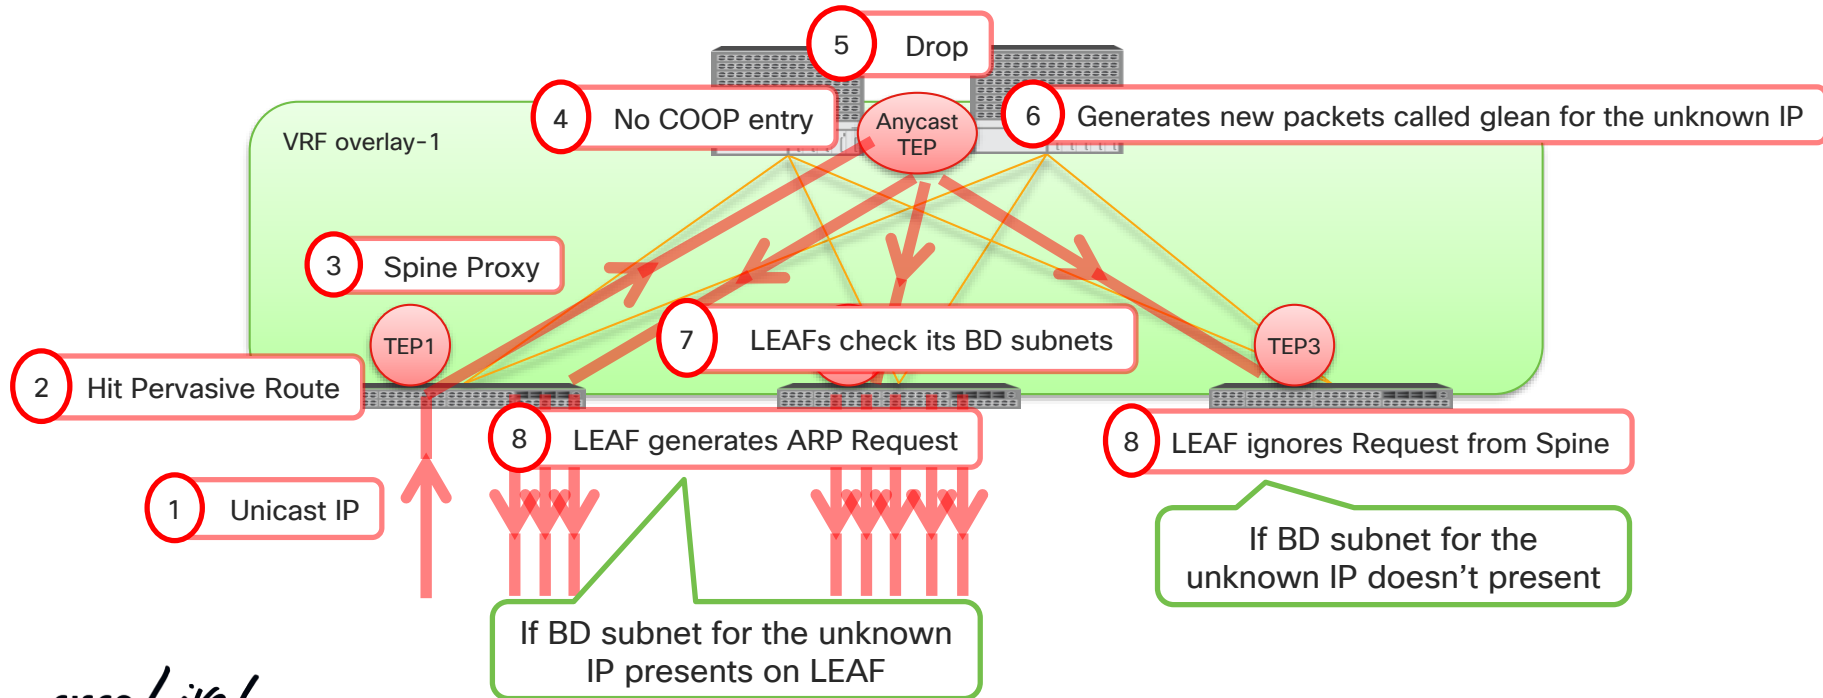 5 Drop
4 No COOP entry
Anycast
TEP
6 Generates new packets called glean for the unknown IP
VRF overlay-1
3 Spine Proxy
TEP1
7 LEAFs check its BD subnets
TEP3
2 Hit Pervasive Route
8 LEAF generates ARP Request
8 LEAF ignores Request from Spine
1 Unicast IP
If BD subnet for the
unknown IP doesn't present
If BD subnet for the unknown
IP presents on LEAF